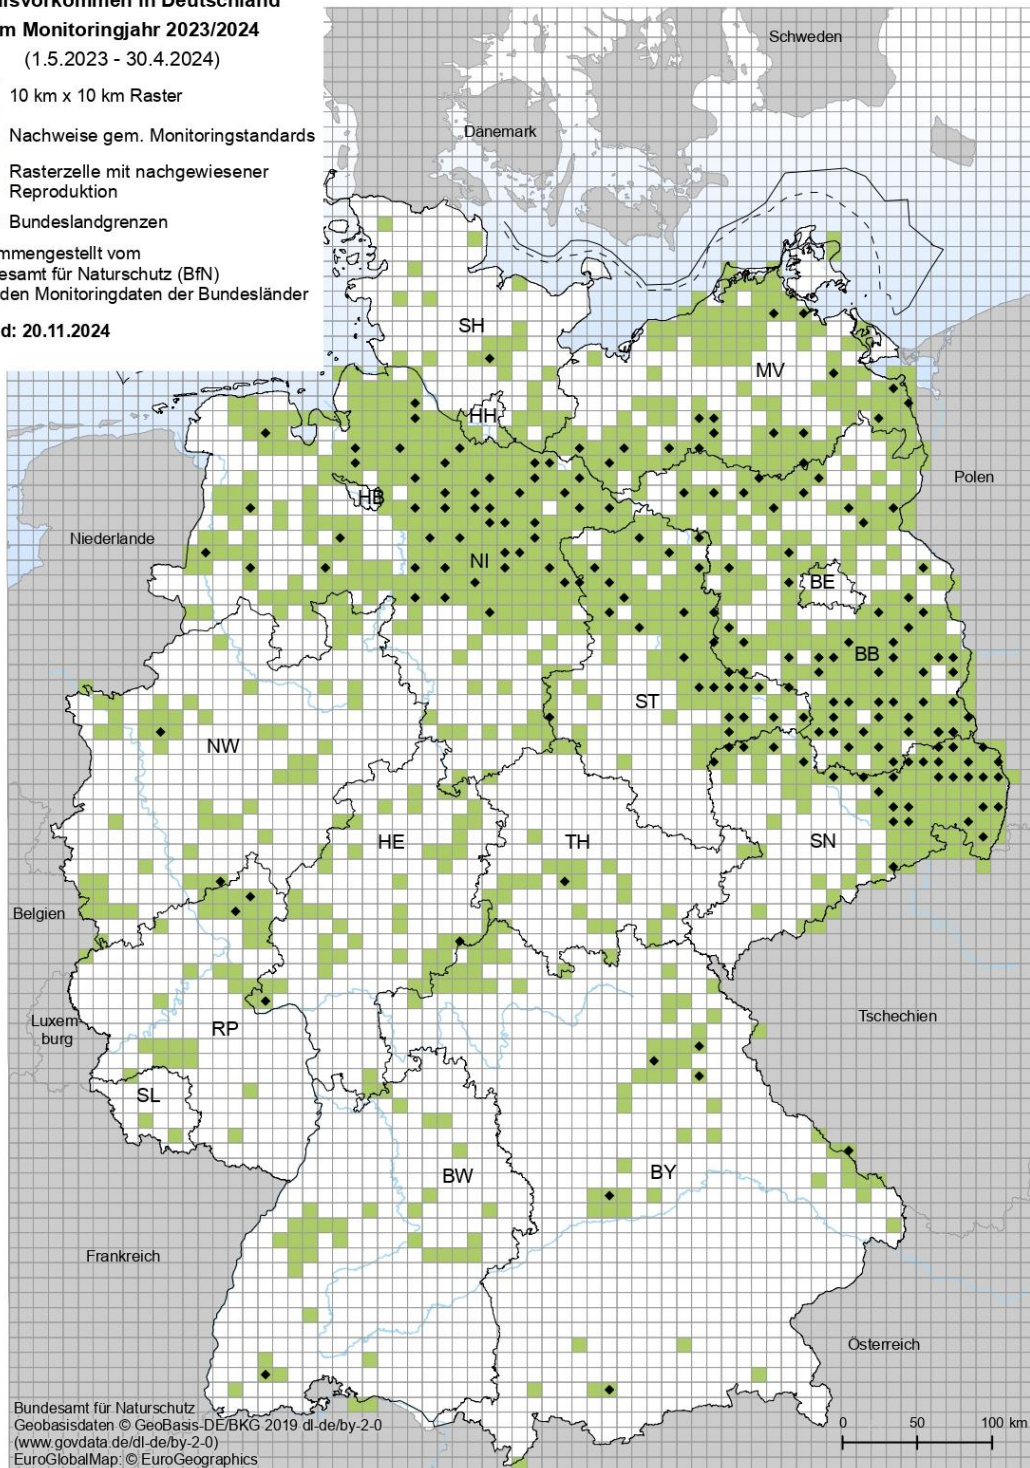 Deutschland
Monitoringjahr 2023/2024
(1.5.2023 - 30.4.2024)
10 km x 10 km Raster
Nachweise gem. Monitoringstandards
Rasterzelle mit nachgewiesener
Reproduktion
Bundeslandgrenzen
vom
für Naturschutz (BfN)
den Monitoringdaten der Bundesländer
20.11.2024
Schweden
Dänemark
SH
MV
HH
Polen
HB
Niederlande
NI
BE
BB
ST
NW
HE
TH
SN
Belgien
Luxem-
burg
RP
Tschechien
SL
BW
BY
Frankreich
Österreich
Bundesamt für Naturschutz
Geobasisdaten © GeoBasis-DE/BKG 2019 dl-de/by-2-0
(www.govdata.de/dl-de/by-2-0)
EuroGlobalMap: © EuroGeographics
0 50 100 km